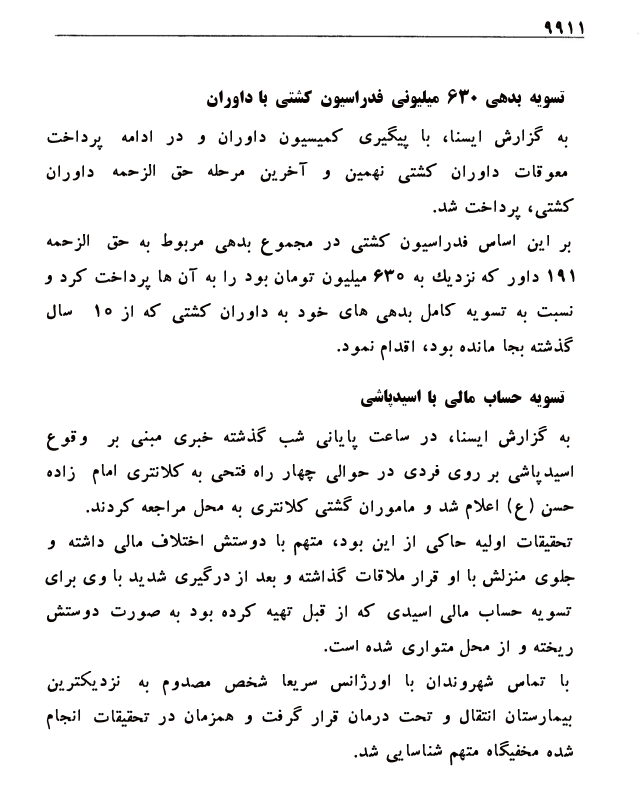 ۹۹۱۱
تسویه بدهی ۶۳۰ میلیونی فدراسیون کشتی با داوران
به گزارش ایسنا، با پیگیری کمیسیون داوران و در ادامه پرداخت
معوقات داوران کشتی نهمین و آخرین مرحله حق الزحمه داوران
کشتی، پرداخت شد.
بر این اساس فدراسیون کشتی در مجموع بدهی مربوط به حق الزحمه
۱۹۱ داور که نزدیك به ۶۳۰ میلیون تومان بود را به آن ها پرداخت کرد و
نسبت به تسویه کامل بدهی های خود به داوران کشتی که از ۱۰ سال
گذشته بجا مانده بود، اقدام نمود.
تسویه حساب مالی با اسیدپاشی
به گزارش ایسنا، در ساعت پایانی شب گذشته خبری مبنی بر وقوع
اسیدپاشی بر روی فردی در حوالی چهار راه فتحی به کلانتری امام زاده
حسن (ع) اعلام شد و ماموران گشتی کلانتری به محل مراجعه کردند.
تحقیقات اولیه حاکی از این بود، متهم با دوستش اختلاف مالی داشته و
جلوی منزلش با او قرار ملاقات گذاشته و بعد از درگیری شدید با وی برای
تسویه حساب مالی اسیدی که از قبل تهیه کرده بود به صورت دوستش
ریخته و از محل متواری شده است.
با تماس شهروندان با اورژانس سریعا شخص مصدوم به نزدیکترین
بیمارستان انتقال و تحت درمان قرار گرفت و همزمان در تحقیقات انجام
شده مخفیگاه متهم شناسایی شد.